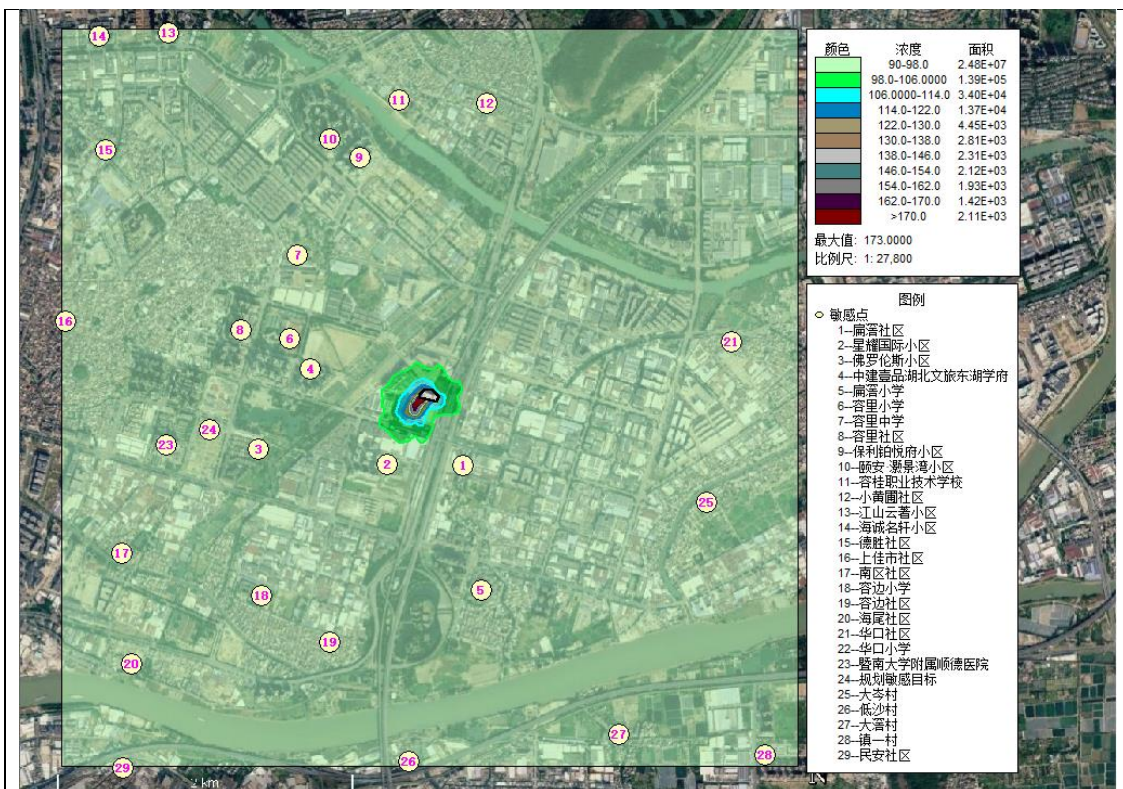 颜色 浓度 面积
90-98.0 2.48E+07
98.0-106.0000 1.39E+05
106.0000-114.0 3.40E+04
114.0-122.0 1.37E+04
122.0-130.0 4.45E+03
130.0-138.0 2.81E+03
138.0-146.0 2.31E+03
146.0-154.0 2.12E+03
154.0-162.0 1.93E+03
162.0-170.0 1.42E+03
>170.0 2.11E+03
最大值: 173.0000
比例尺: 1: 27,800
图例
敏感点
1--扁滘社区
2--星耀国际小区
3--佛罗伦斯小区
4--中建壹品湖北文旅东湖学府
5--扁滘小学
6--容里小学
7--容里中学
8--容里社区
9--保利铂悦府小区
10--颐安·灏景湾小区
11--容桂职业技术学校
12--小黄圃社区
13--江山云著小区
14--海诚名轩小区
15--德胜社区
16--上佳市社区
17--南区社区
18--容边小学
19--容边社区
20--海尾社区
21--华口社区
22--华口小学
23--暨南大学附属顺德医院
24--规划敏感目标
25--大岑村
26--低沙村
27--大滘村
28--镇一村
29--民安社区
14
13
11
12
10
9
15
7
16
8
6
21
4
24
23
3
2
1
25
17
18
5
19
20
27
28
26
29
2 km
N